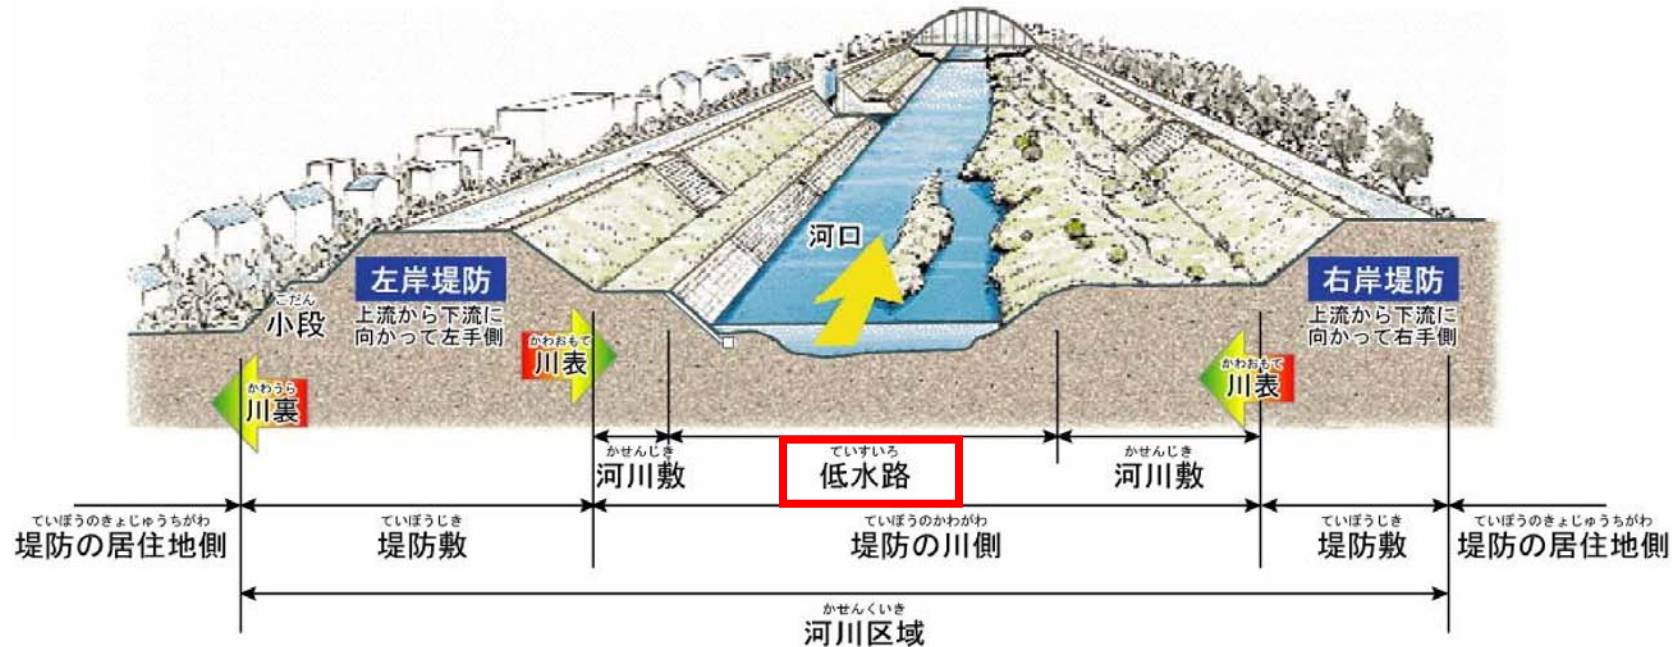 河口
左岸堤防
上流から下流に
向かって左手側
こだん
小段
右岸堤防
上流から下流に
向かって右手側
かわおもて
川表
かわおもて
川表
かわうら
川裏
かせんじき
河川敷
ていすいろ
低水路
かせんじき
河川敷
ていぼうのきょじゅうちがわ
堤防の居住地側
ていぼうじき
堤防敷
ていぼうのかわがわ
堤防の川側
ていぼうじき
堤防敷
ていぼうのきょじゅうちがわ
堤防の居住地側
かせんくいき
河川区域